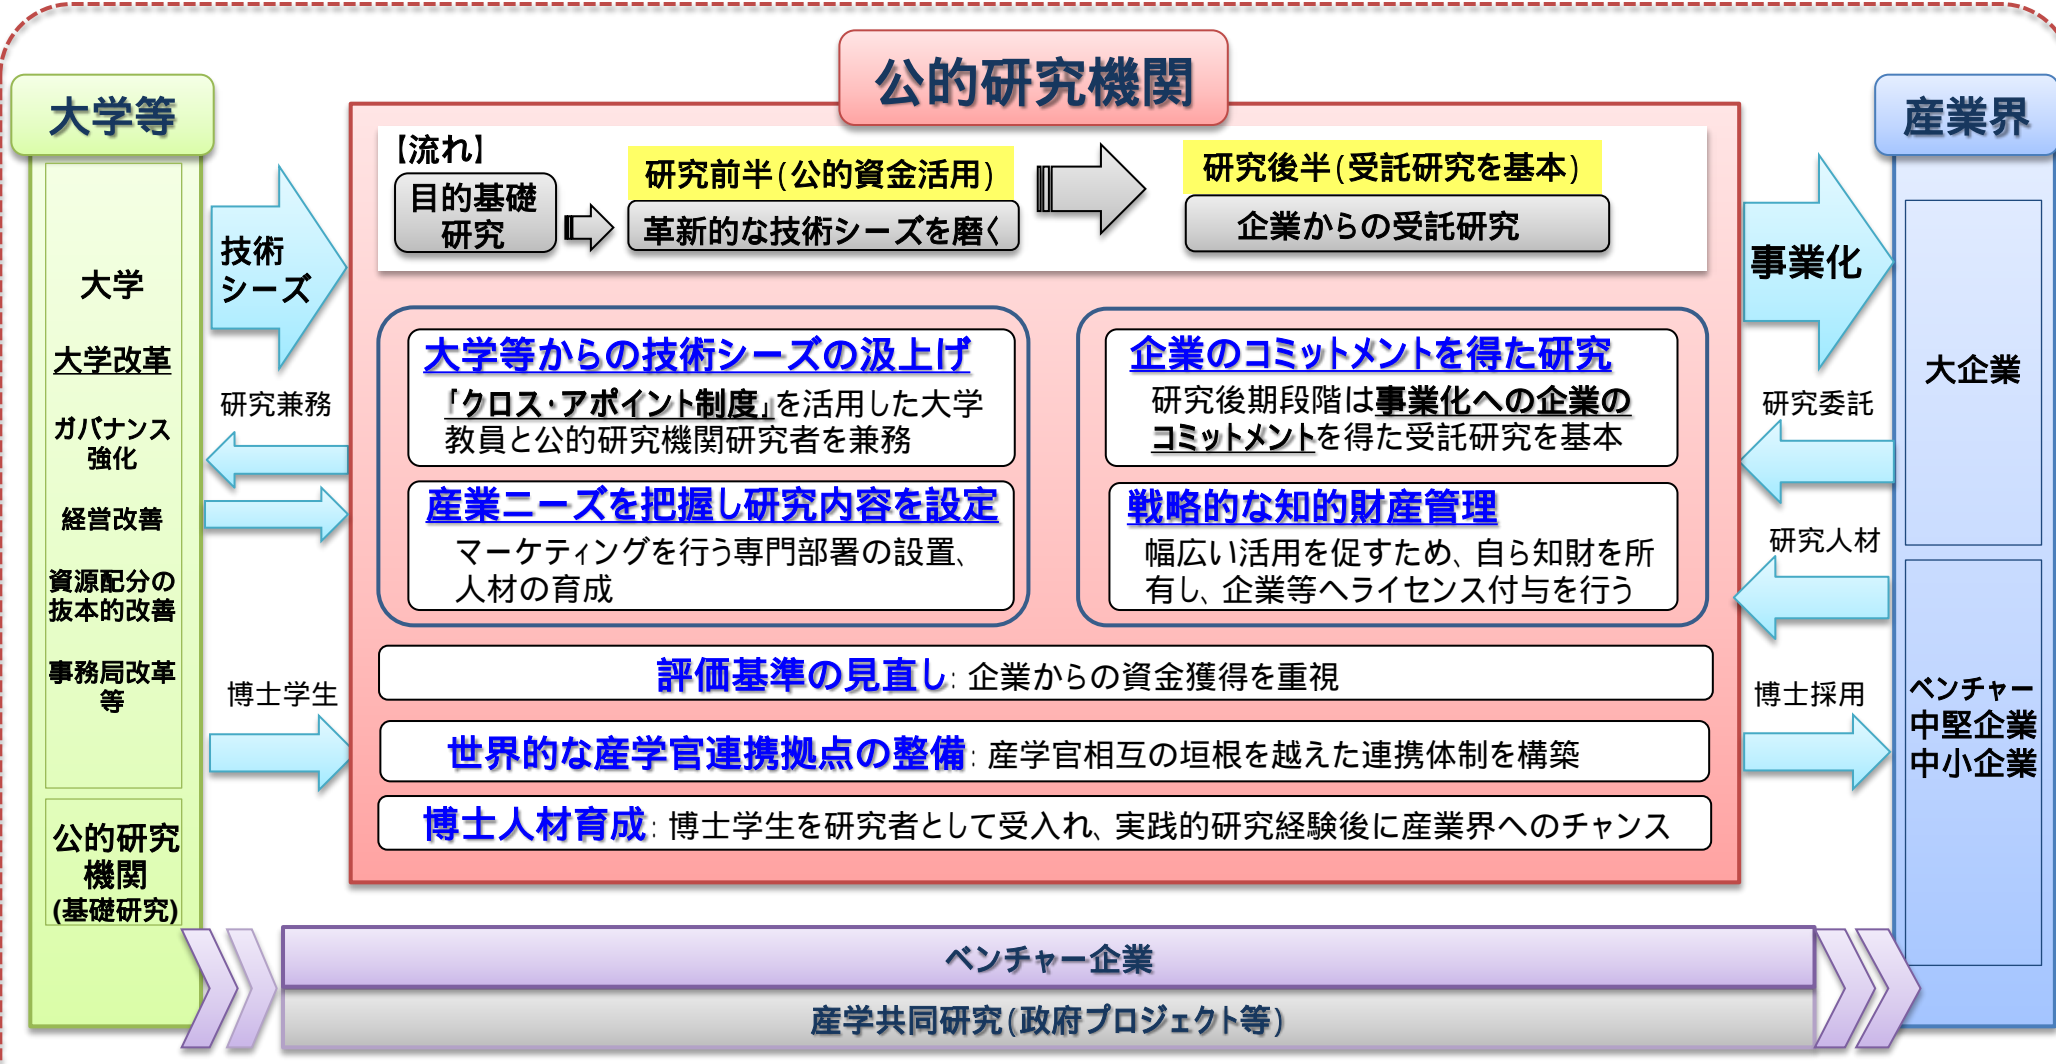 公的研究機関
大学等
産業界
【流れ】
目的基礎
研究
研究前半(公的資金活用)
革新的な技術シーズを磨く
研究後半(受託研究を基本)
企業からの受託研究
技術
シーズ
事業化
大学
大学改革
ガバナンス
強化
経営改善
資源配分の
抜本的改善
事務局改革
等
公的研究
機関
(基礎研究)
研究兼務
博士学生
大学等からの技術シーズの汲上げ
「クロス・アポイント制度」を活用した大学
教員と公的研究機関研究者を兼務
産業ニーズを把握し研究内容を設定
マーケティングを行う専門部署の設置、
人材の育成
企業のコミットメントを得た研究
研究後期段階は事業化への企業の
コミットメントを得た受託研究を基本
戦略的な知的財産管理
幅広い活用を促すため、自ら知財を所
有し、企業等へライセンス付与を行う
評価基準の見直し：企業からの資金獲得を重視
世界的な産学官連携拠点の整備：産学官相互の垣根を越えた連携体制を構築
博士人材育成：博士学生を研究者として受入れ、実践的研究経験後に産業界へのチャンス
研究委託
研究人材
博士採用
大企業
ベンチャー
中堅企業
中小企業
ベンチャー企業
産学共同研究(政府プロジェクト等)